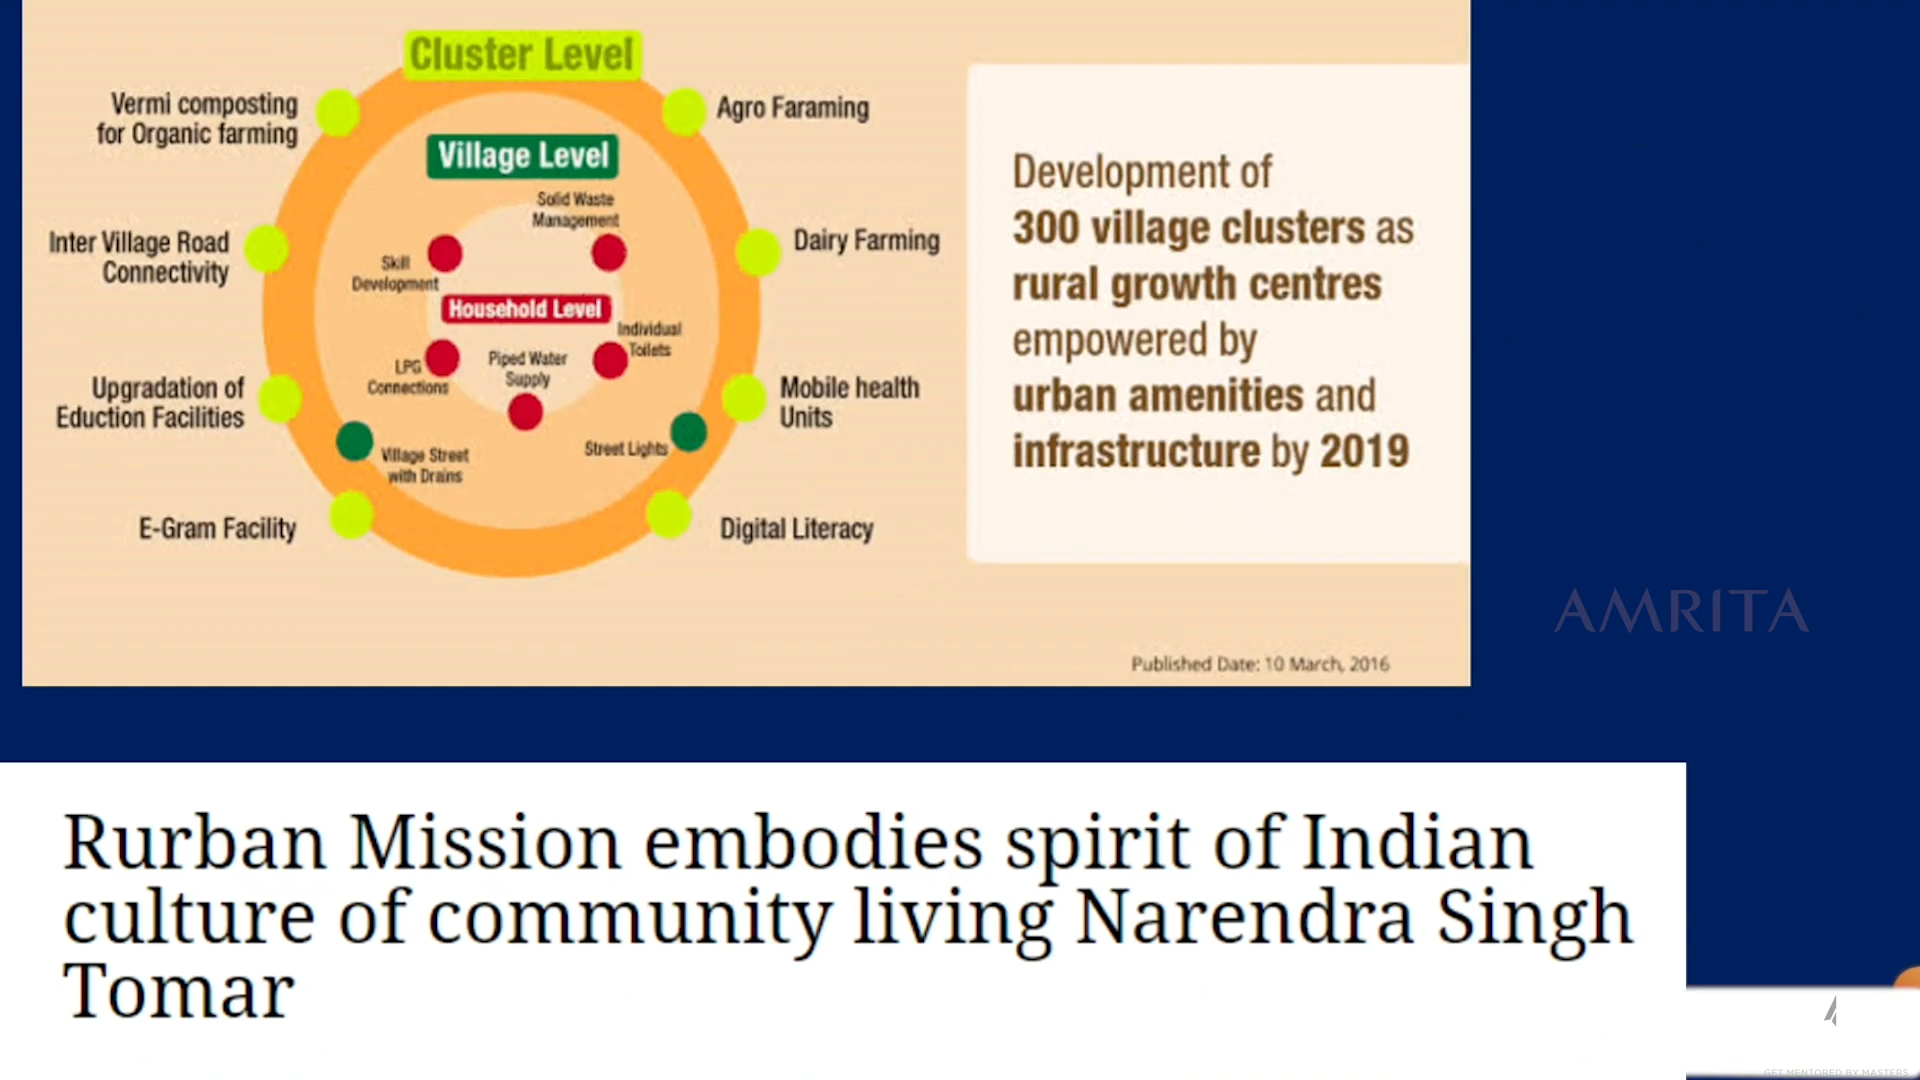 Cluster Level
Vermi composting
for Organic farming
Agro Faraming
Village Level
Solid Waste
Management
Inter Village Road
Connectivity
Dairy Farming
Skill
Development
Household Level
Individual
Toilets
LPG
Connections
Piped Water
Supply
Upgradation of
Eduction Facilities
Mobile health
Units
Village Street
with Drains
Street Lights
E-Gram Facility
Digital Literacy
Development of
300 village clusters as
rural growth centres
empowered by
urban amenities and
infrastructure by 2019
Published Date: 10 March, 2016
AMRITA
Rurban Mission embodies spirit of Indian
culture of community living Narendra Singh
Tomar
GET MENTORED BY MASTERS